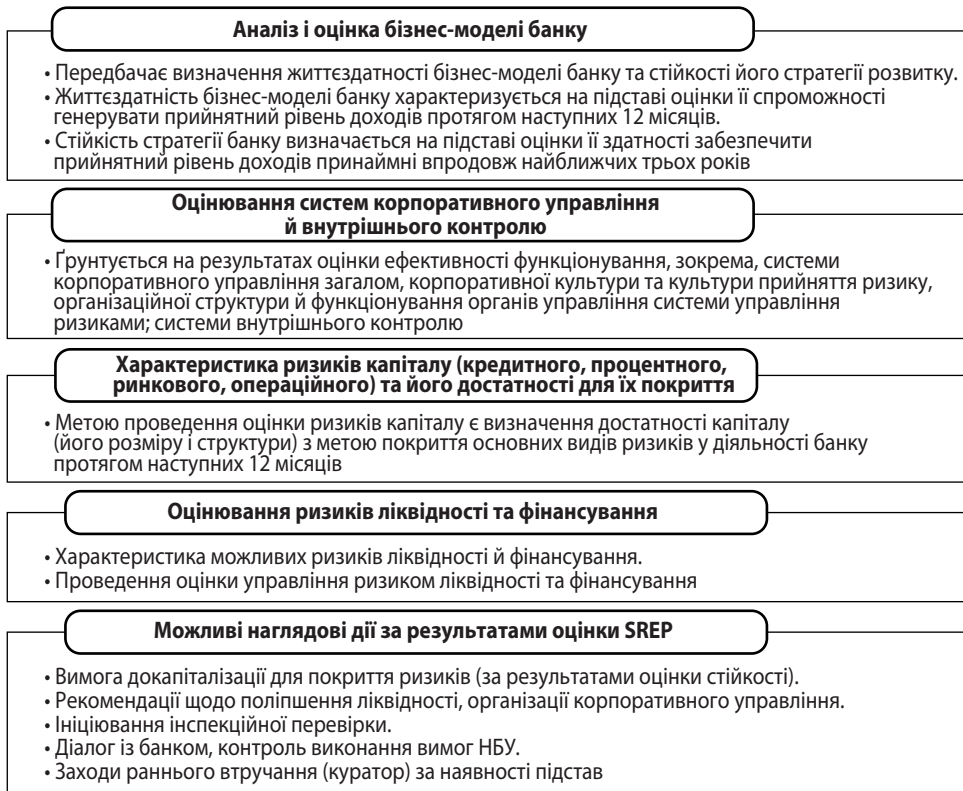 Аналіз і оцінка бізнес-моделі банку
• Передбачає визначення життєздатності бізнес-моделі банку та стійкості його стратегії розвитку.
• Життєздатність бізнес-моделі банку характеризується на підставі оцінки її спроможності
генерувати прийнятний рівень доходів протягом наступних 12 місяців.
• Стійкість стратегії банку визначається на підставі оцінки її здатності забезпечити
прийнятний рівень доходів принаймні впродовж найближчих трьох років
Оцінювання систем корпоративного управління
й внутрішнього контролю
• Ґрунтується на результатах оцінки ефективності функціонування, зокрема, системи
корпоративного управління загалом, корпоративної культури та культури прийняття ризику,
організаційної структури й функціонування органів управління системи управління
ризиками; системи внутрішнього контролю
Характеристика ризиків капіталу (кредитного, процентного,
ринкового, операційного) та його достатності для їх покриття
• Метою проведення оцінки ризиків капіталу є визначення достатності капіталу
(його розміру і структури) з метою покриття основних видів ризиків у діяльності банку
протягом наступних 12 місяців
Оцінювання ризиків ліквідності та фінансування
• Характеристика можливих ризиків ліквідності й фінансування.
• Проведення оцінки управління ризиком ліквідності та фінансування
Можливі наглядові дії за результатами оцінки SREP
• Вимога докапіталізації для покриття ризиків (за результатами оцінки стійкості).
• Рекомендації щодо поліпшення ліквідності, організації корпоративного управління.
• Ініціювання інспекційної перевірки.
• Діалог із банком, контроль виконання вимог НБУ.
• Заходи раннього втручання (куратор) за наявності підстав